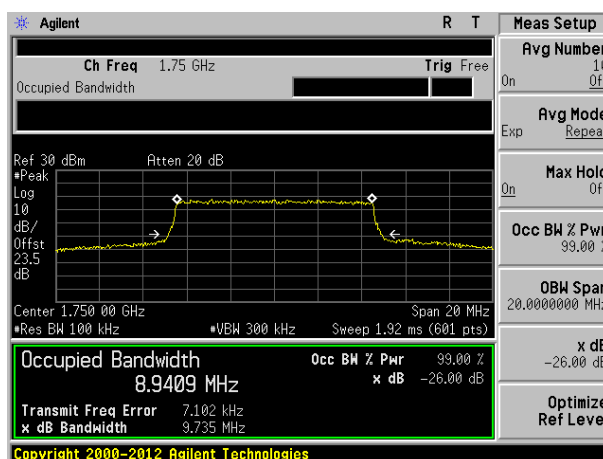 Agilent R T
Ch Freq 1.75 GHz Trig Free
Occupied Bandwidth
Ref 30 dBm Atten 20 dB
#Peak
Log
10
dB/
Offst
23.5
dB
Center 1.750 00 GHz Span 20 MHz
#Res BW 100 kHz #VBW 300 kHz Sweep 1.92 ms (601 pts)
Occupied Bandwidth Occ BW % Pwr 99.00 %
8.9409 MHz x dB -26.00 dB
Transmit Freq Error 7.102 kHz
x dB Bandwidth 9.735 MHz
Copyright 2000-2012 Agilent Technologies
Meas Setup
Avg Number
10
On Of
Avg Mode
Exp Repea
Max Hold
On Of
Occ BW % Pwr
99.00 %
OBW Span
20.0000000 MHz
x dB
-26.00 dB
Optimize
Ref Level